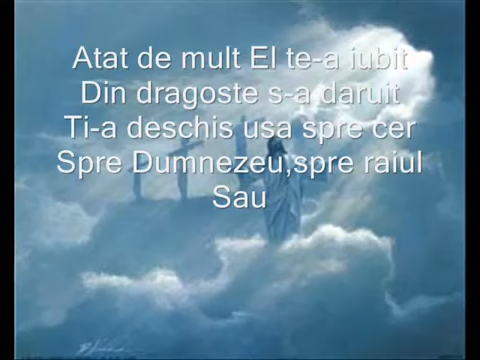 Atat de mult El te-a iubit
Din dragoste s-a daruit
Ti-a deschis usa spre cer
Spre Dumnezeu,spre raiul
Sau